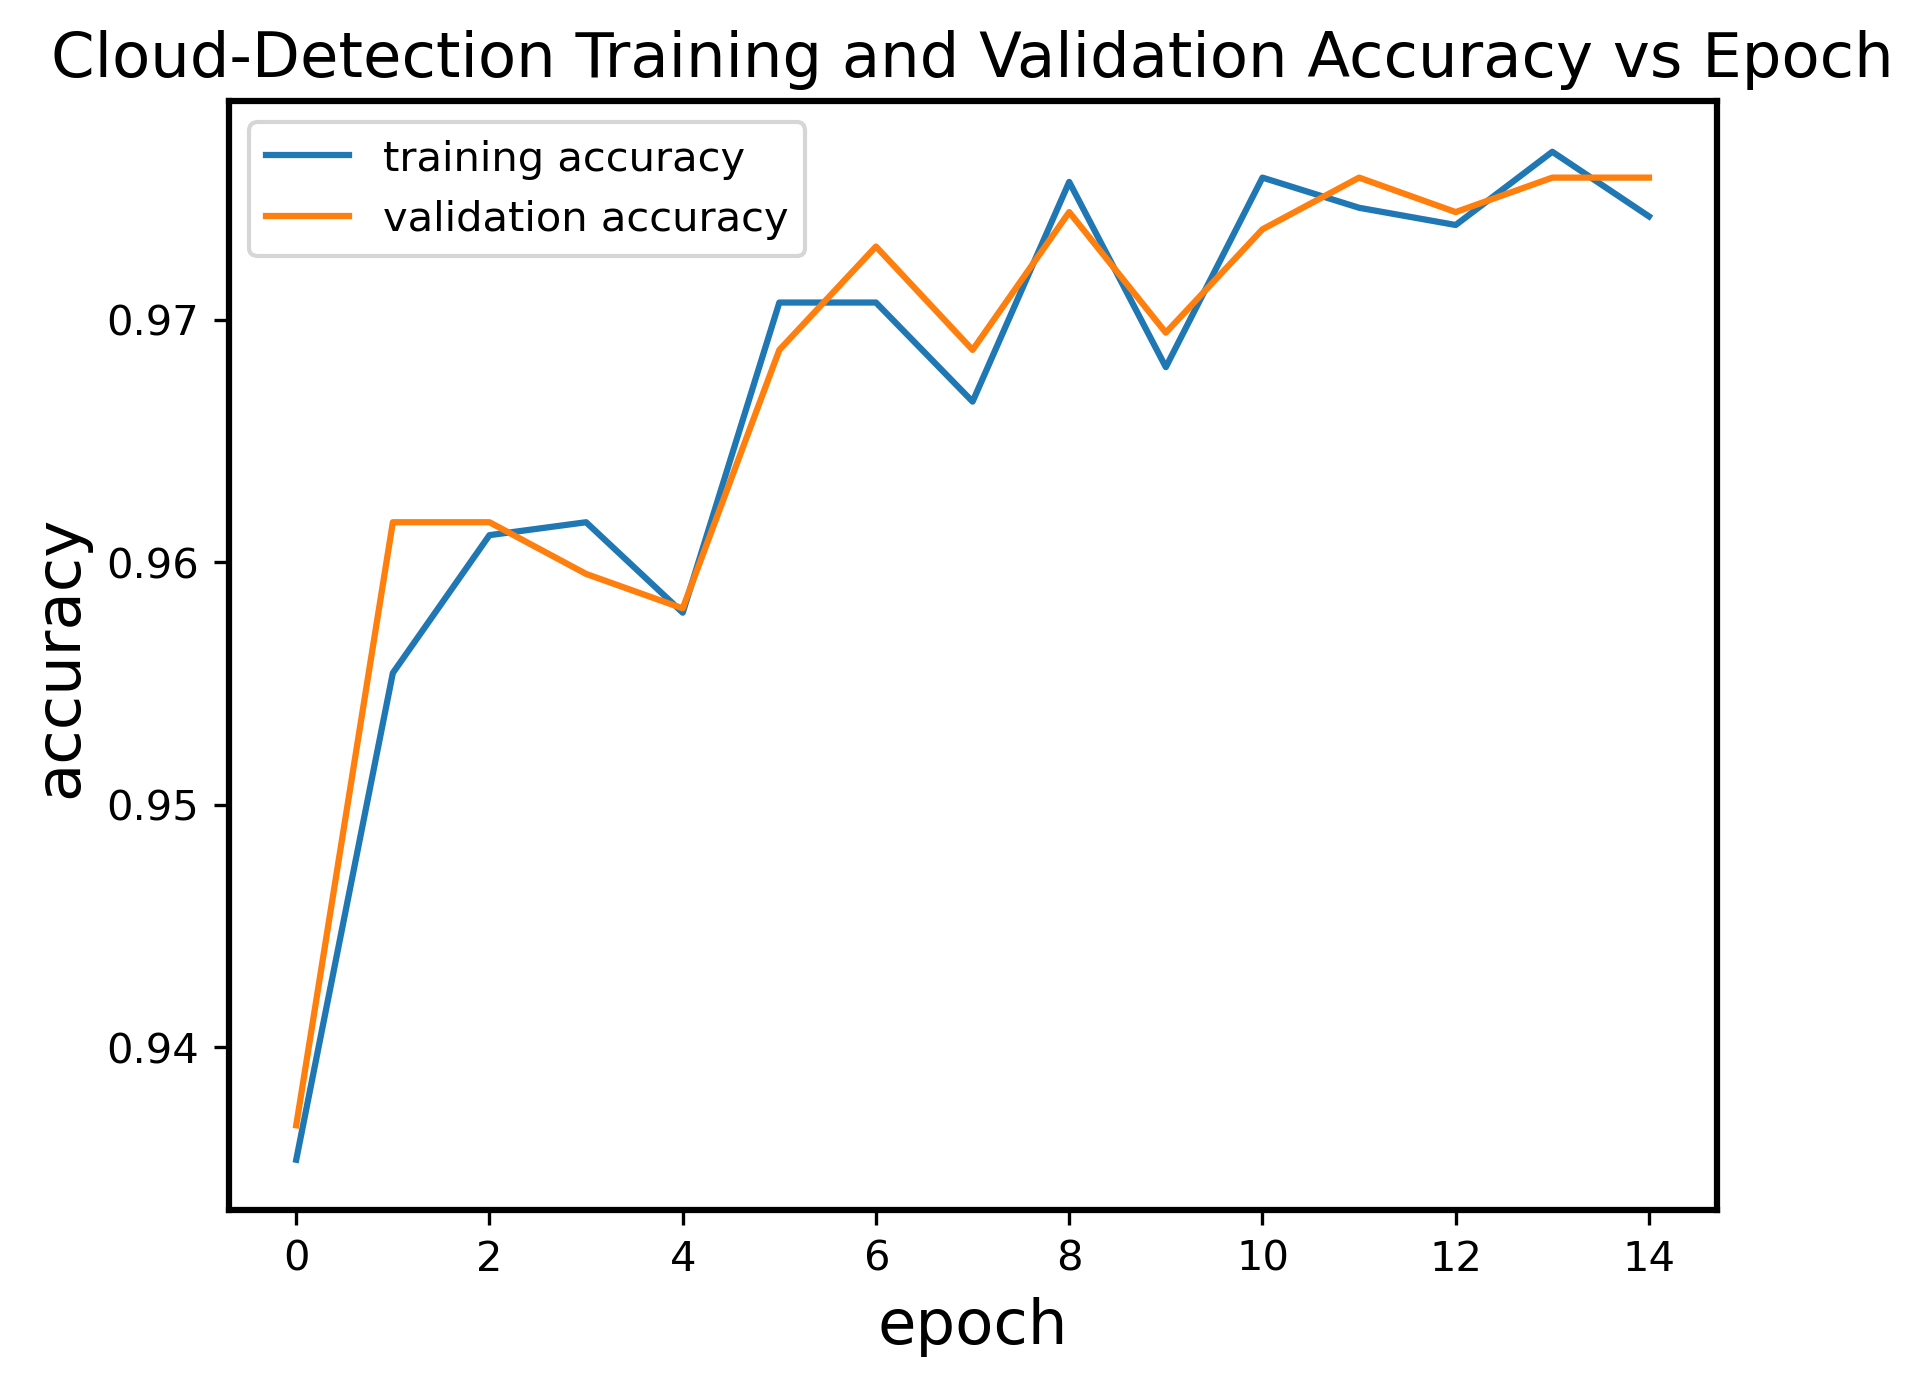 Cloud-Detection Training and Validation Accuracy vs Epoch
training accuracy
validation accuracy
accuracy
0.97
0.96
0.95
0.94
0 2 4 6 8 10 12 14
epoch